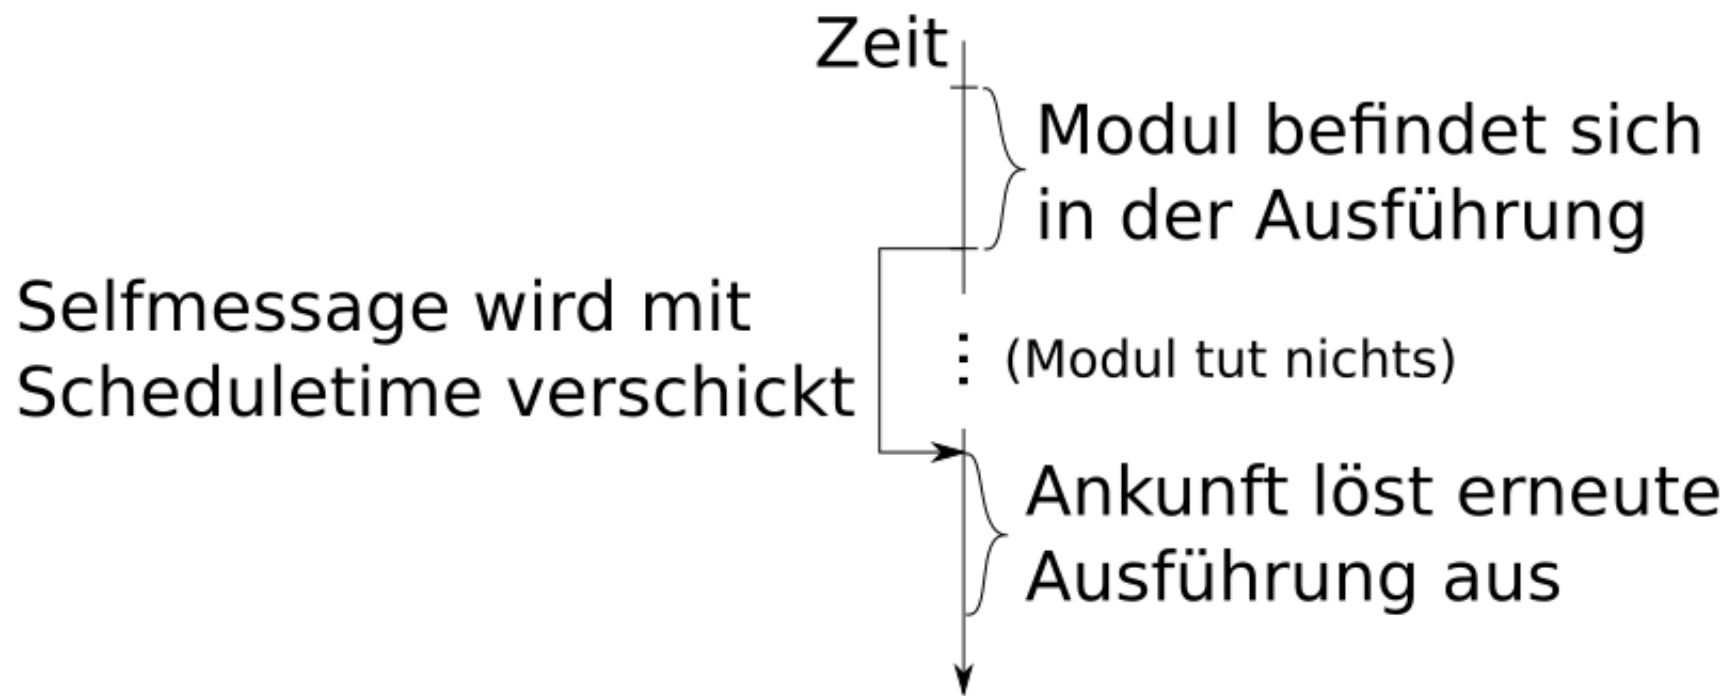 Zeit
Modul befindet sich
in der Ausführung
Selfmessage wird mit
Scheduletime verschickt
(Modul tut nichts)
Ankunft löst erneute
Ausführung aus